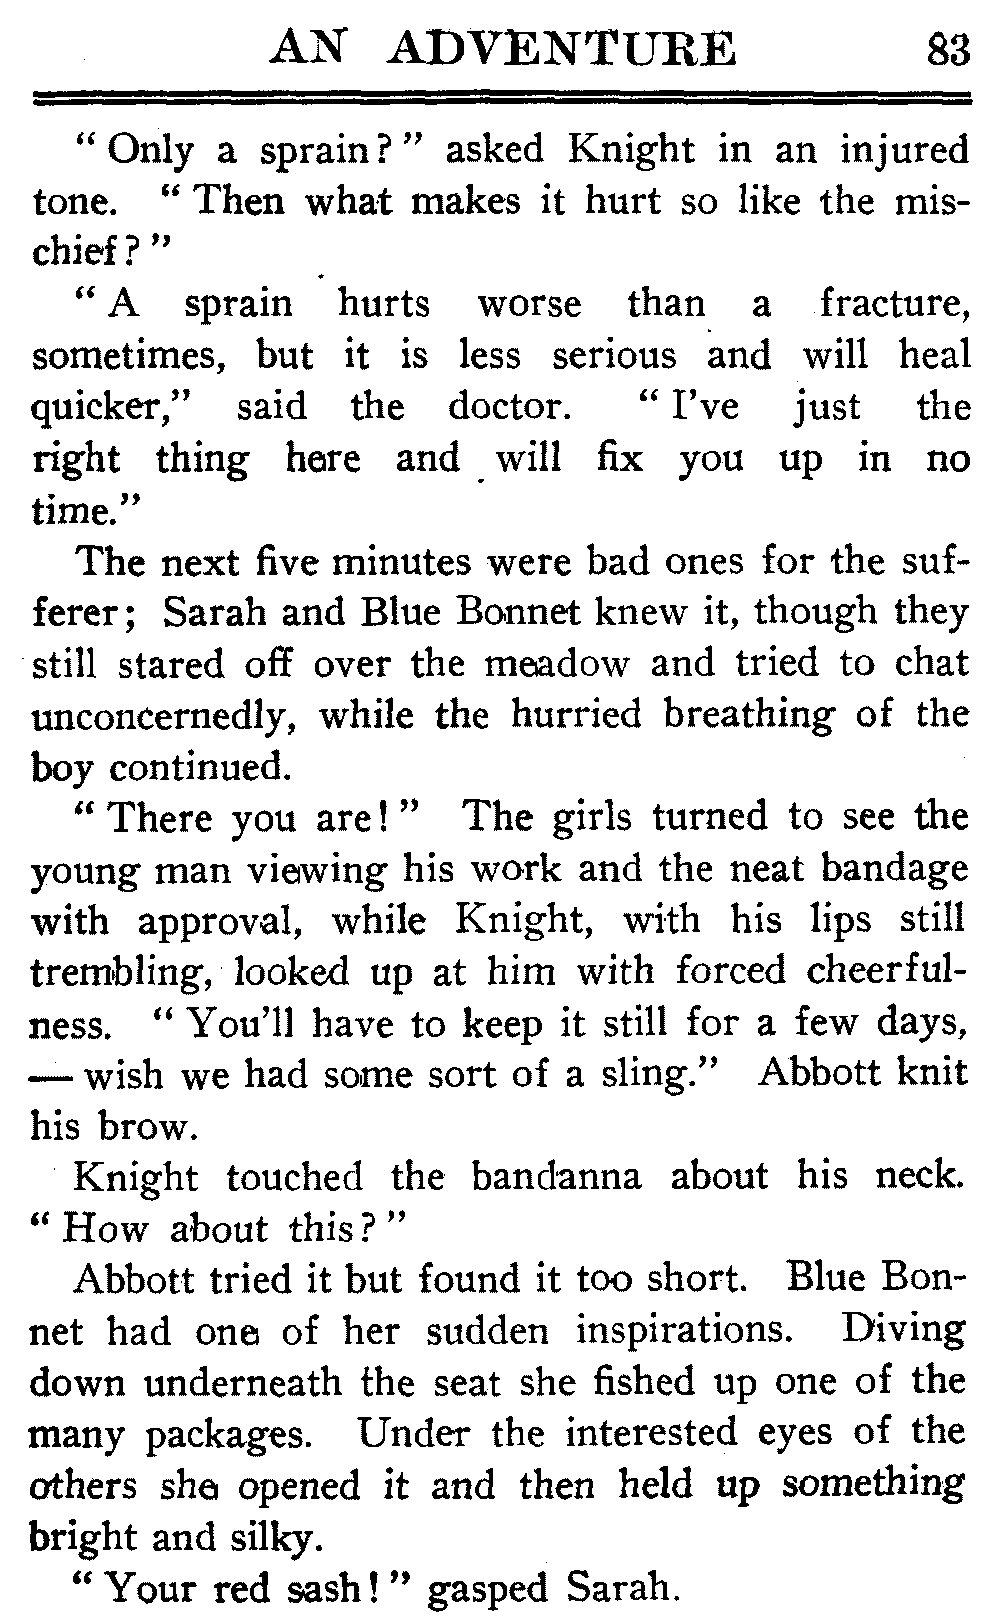 AN ADVENTURE 83
" Only a sprain? " asked Knight in an injured
tone. " Then what makes it hurt so like the mis-
chief? "
" A sprain hurts worse than a fracture,
sometimes, but it is less serious and will heal
quicker," said the doctor. " I've just the
right thing here and will fix you up in no
time."
The next five minutes were bad ones for the suf-
ferer; Sarah and Blue Bonnet knew it, though they
still stared off over the meadow and tried to chat
unconcernedly, while the hurried breathing of the
boy continued.
" There you are! " The girls turned to see the
young man viewing his work and the neat bandage
with approval, while Knight, with his lips still
trembling, looked up at him with forced cheerful-
ness. " You'll have to keep it still for a few days,
— wish we had some sort of a sling." Abbott knit
his brow.
Knight touched the bandanna about his neck.
" How about this? "
Abbott tried it but found it too short. Blue Bon-
net had one of her sudden inspirations. Diving
down underneath the seat she fished up one of the
many packages. Under the interested eyes of the
others she opened it and then held up something
bright and silky.
" Your red sash! " gasped Sarah.